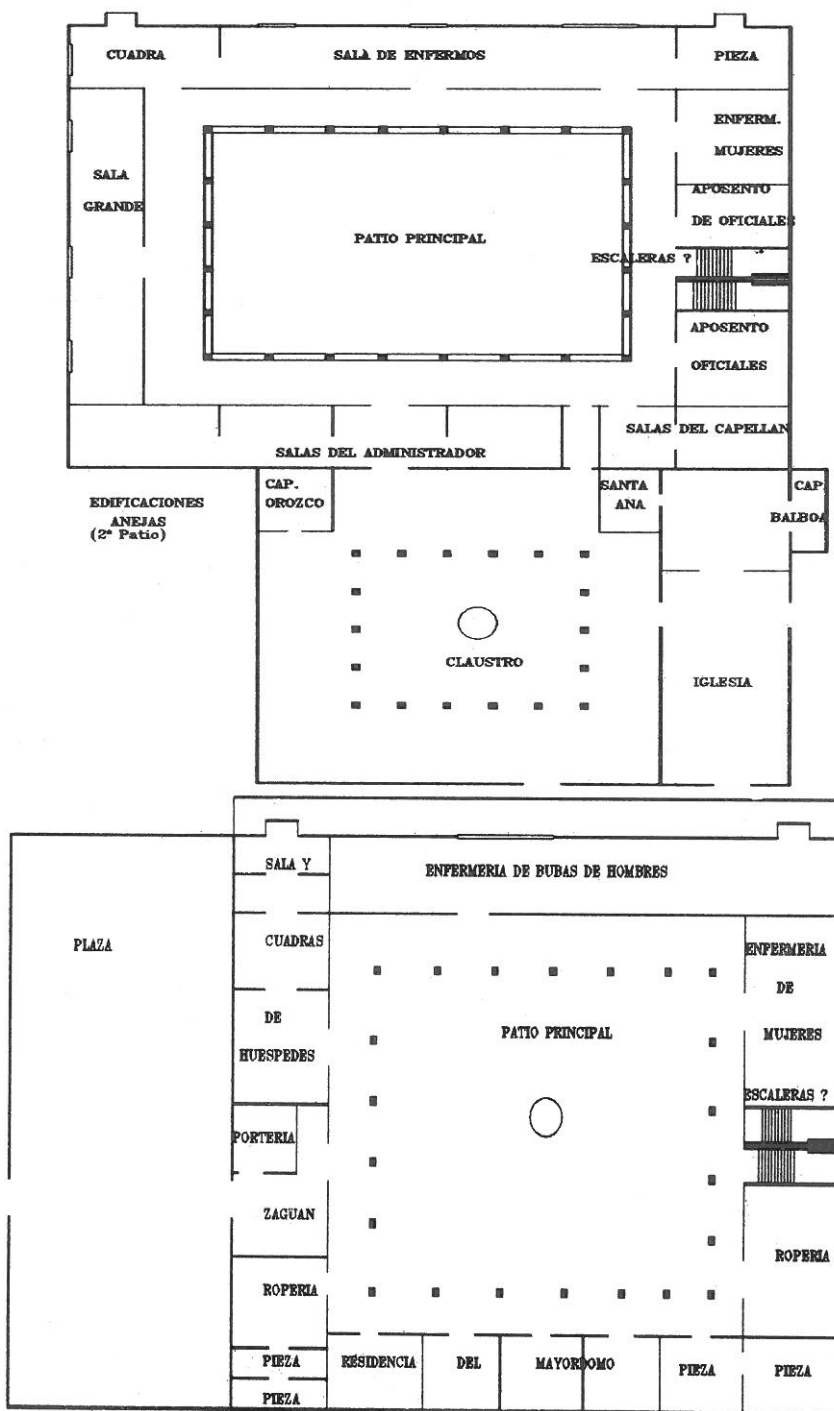 CUADRA
SALA DE ENFERMOS
PIEZA
SALA
GRANDE
ENFERM.
MUJERES
APOSENTO
DE OFICIALES
PATIO PRINCIPAL
ESCALERAS ?
APOSENTO
OFICIALES
SALAS DEL ADMINISTRADOR
SALAS DEL CAPELLAN
EDIFICACIONES
ANEJAS
(2ª Patio)
CAP.
OROZCO
SANTA
ANA
CAP.
BALBOA
CLAUSTRO
IGLESIA
PLAZA
SALA Y
CUADRAS
DE
HUESPEDES
PORTERIA
ZAGUAN
ROPERIA
PIEZA
PIEZA
ENFERMERIA DE BUBAS DE HOMBRES
PATIO PRINCIPAL
ENFERMERIA
DE
MUJERES
ESCALERAS ?
ROPERIA
RESIDENCIA DEL MAYORDOMO PIEZA PIEZA